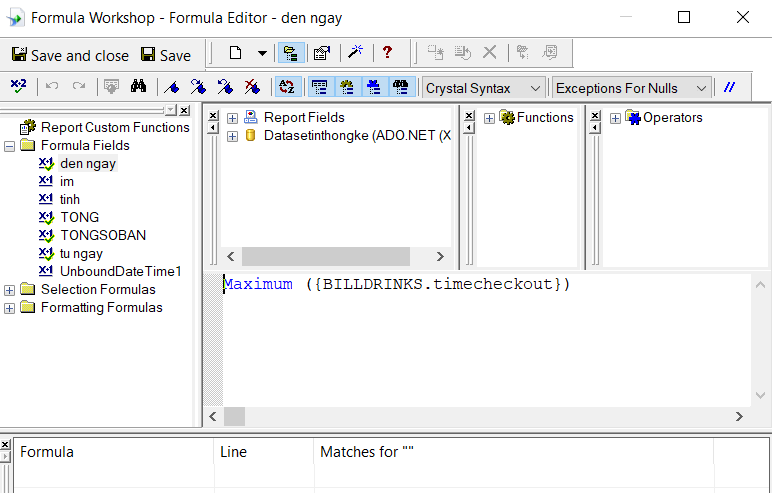 Formula Workshop - Formula Editor - den ngay
Save and close Save ?
x-2 A Z Crystal Syntax Exceptions For Nulls //
Report Custom Functions
Formula Fields
den ngay
im
tinh
TONG
TONGSOBAN
tu ngay
UnboundDateTime1
Selection Formulas
Formatting Formulas
Report Fields
Datasetinthongke (ADO.NET (X
Functions
Operators
Maximum ({BILLDRINKS.timecheckout})
Formula Line Matches for ""